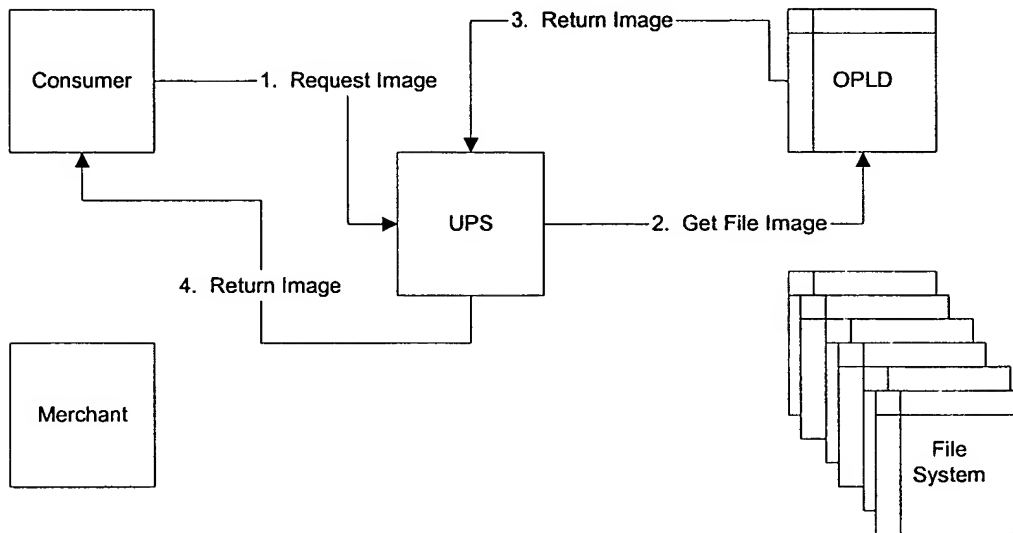 3. Return Image
Consumer
1. Request Image
OPLD
UPS
2. Get File Image
4. Return Image
Merchant
File
System